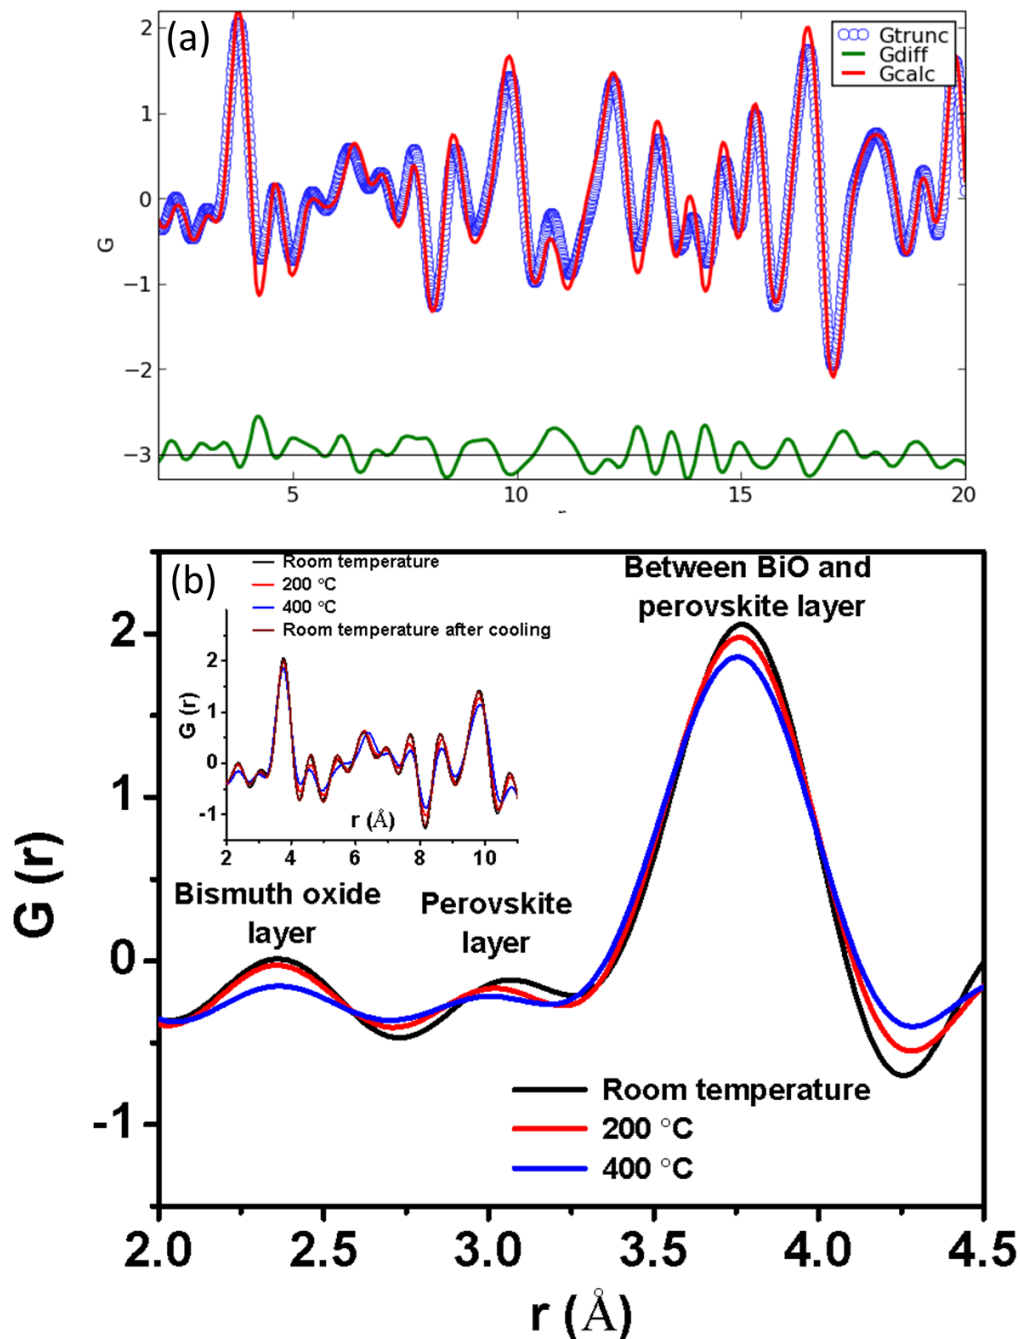 (a)
Gtrunc
Gdiff
Gcalc
2
1
0
−1
−2
−3
G
5
10
15
20
(b)
Room temperature
200 °C
400 °C
Room temperature after cooling
G (r)
2
1
0
-1
r (Å)
2
4
6
8
10
Between BiO and
perovskite layer
Bismuth oxide
layer
Perovskite
layer
Room temperature
200 °C
400 °C
G (r)
2
1
0
-1
2.0
2.5
3.0
3.5
4.0
4.5
r (Å)